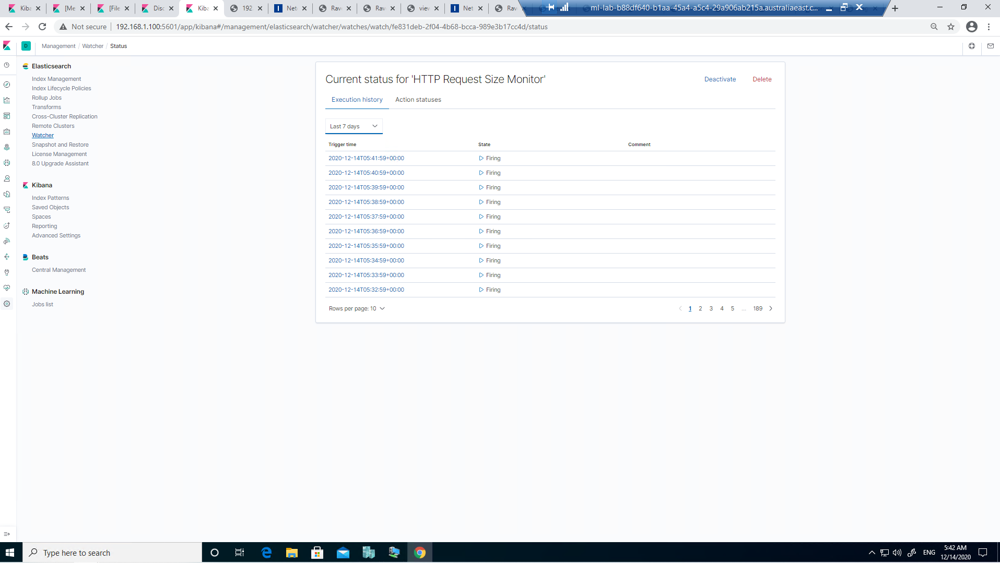 Kiba
[Me
[File
Disc
Kiba
192.
Net
Rav
Rav
view
Net
Rav
ml-lab-b88df640-b1aa-45a4-a5c4-29a906ab215a.australiaeast.c...
Not secure
192.168.1.100:5601/app/kibana#/management/elasticsearch/watcher/watches/watch/fe831deb-2f04-4b68-bcca-989e3b17cc4d/status
D
Management / Watcher / Status
Elasticsearch
Index Management
Index Lifecycle Policies
Rollup Jobs
Transforms
Cross-Cluster Replication
Remote Clusters
Watcher
Snapshot and Restore
License Management
8.0 Upgrade Assistant
Kibana
Index Patterns
Saved Objects
Spaces
Reporting
Advanced Settings
Beats
Central Management
Machine Learning
Jobs list
Current status for 'HTTP Request Size Monitor'
Deactivate
Delete
Execution history
Action statuses
Last 7 days
Trigger time State Comment
2020-12-14T05:41:59+00:00 Firing
2020-12-14T05:40:59+00:00 Firing
2020-12-14T05:39:59+00:00 Firing
2020-12-14T05:38:59+00:00 Firing
2020-12-14T05:37:59+00:00 Firing
2020-12-14T05:36:59+00:00 Firing
2020-12-14T05:35:59+00:00 Firing
2020-12-14T05:34:59+00:00 Firing
2020-12-14T05:33:59+00:00 Firing
2020-12-14T05:32:59+00:00 Firing
Rows per page: 10
1 2 3 4 5 ... 189
Type here to search
ENG
5:42 AM
12/14/2020